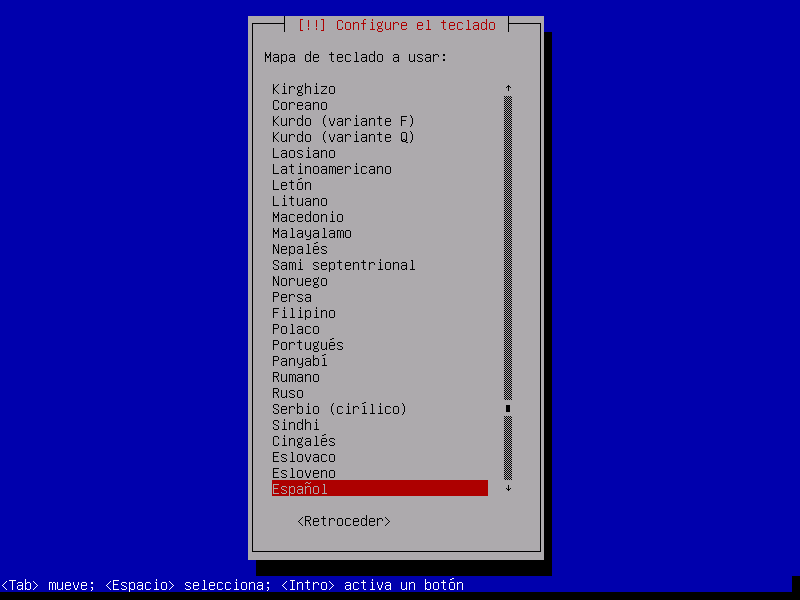 [!!] Configure el teclado
Mapa de teclado a usar:
Kirghizo
Coreano
Kurdo (variante F)
Kurdo (variante Q)
Laosiano
Latinoamericano
Letón
Lituano
Macedonio
Malayalamo
Nepalés
Sami septentrional
Noruego
Persa
Filipino
Polaco
Portugués
Panyabí
Rumano
Ruso
Serbio (cirílico)
Sindhi
Cingalés
Eslovaco
Esloveno
Español
<Retroceder>
<Tab> mueve; <Espacio> selecciona; <Intro> activa un botón